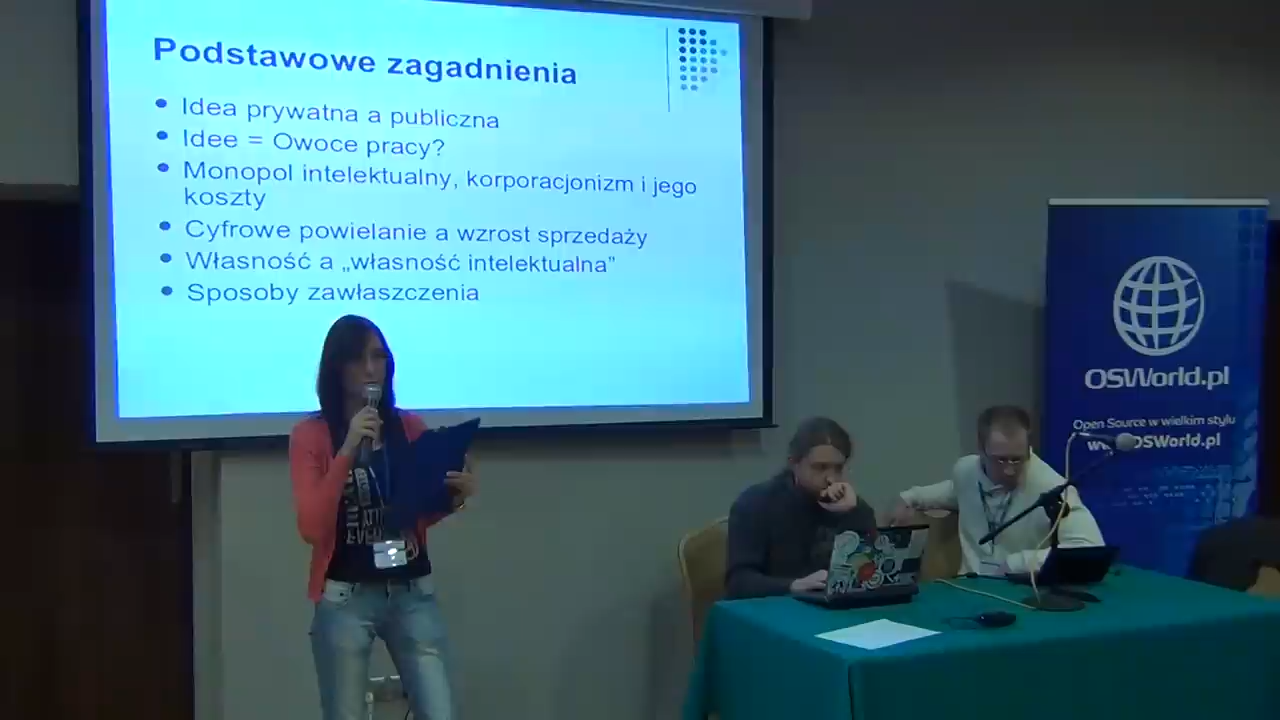 Podstawowe zagadnienia
Idea prywatna a publiczna
Idee = Owoce pracy?
Monopol intelektualny, korporacjonizm i jego
koszty
Cyfrowe powielanie a wzrost sprzedaży
Własność a „własność intelektualna”
Sposoby zawłaszczenia
OSWorld.pl
Open Source w wielkim stylu
OSWorld.pl